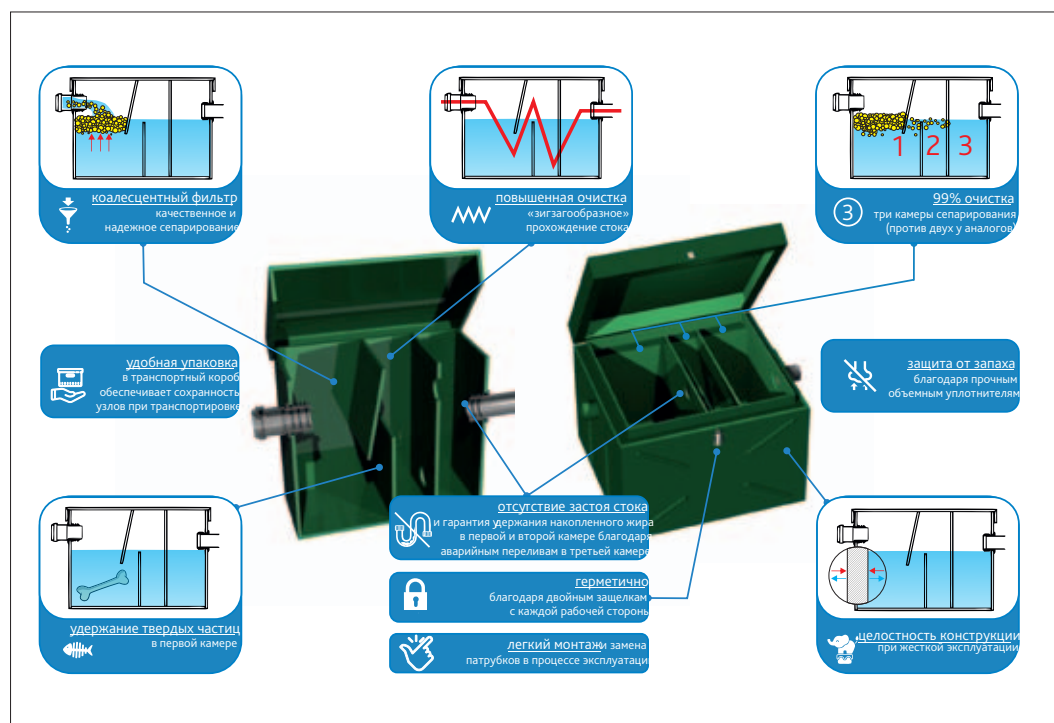 коалесцентный фильтр
качественное и
надежное сепарирование
повышенная очистка
«зигзагообразное»
прохождение стока
1 2 3
3
99% очистка
три камеры сепарирования
(против двух у аналогов)
удобная упаковка
в транспортный короб
обеспечивает сохранность
узлов при транспортировке
защита от запаха
благодаря прочным
объемным уплотнителям
отсутствие застоя стока
и гарантия удержания накопленного жира
в первой и второй камере благодаря
аварийным переливам в третьей камере
герметично
благодаря двойным защелкам
с каждой рабочей стороны
легкий монтаж и замена
патрубков в процессе эксплуатаци
удержание твердых частиц
в первой камере
целостность конструкции
при жесткой эксплуатации